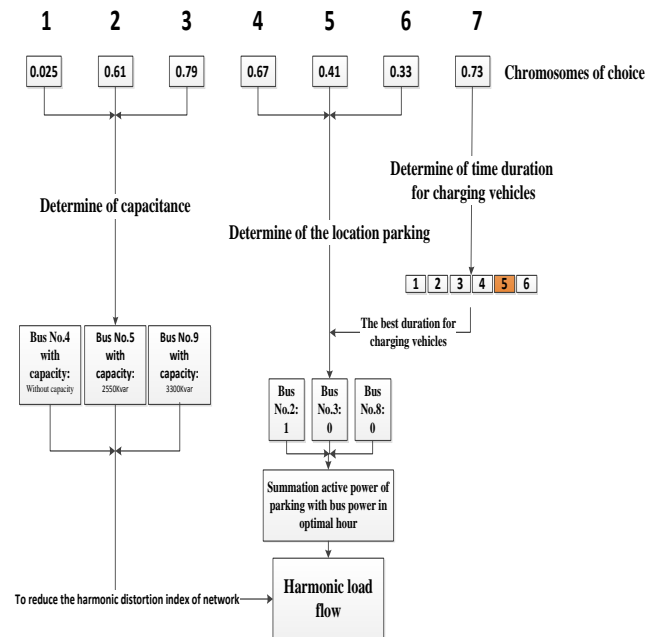 1 2 3 4 5 6 7
0.025 0.61 0.79 0.67 0.41 0.33 0.73 Chromosomes of choice
Determine of time duration
for charging vehicles
Determine of capacitance
Determine of the location parking
1 2 3 4 5 6
The best duration for
charging vehicles
Bus No.4
with
capacity:
Without capacity
Bus No.5
with
capacity:
2550Kvar
Bus No.9
with
capacity:
3300Kvar
Bus
No.2:
1
Bus
No.3:
0
Bus
No.8:
0
Summation active power of
parking with bus power in
optimal hour
To reduce the harmonic distortion index of network
Harmonic load
flow